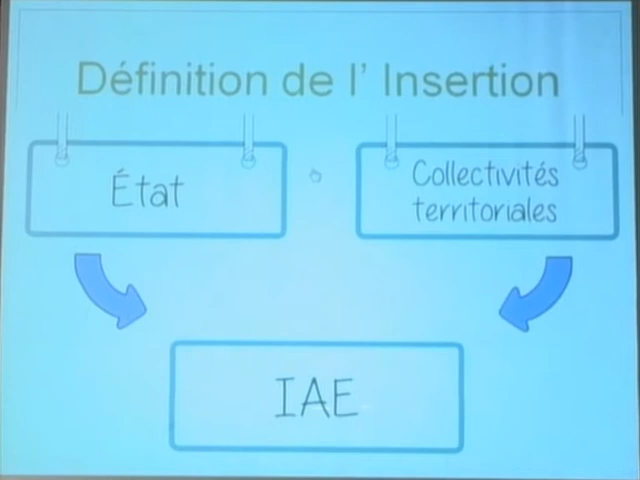 Définition de l' Insertion
État
Collectivités
territoriales
IAE